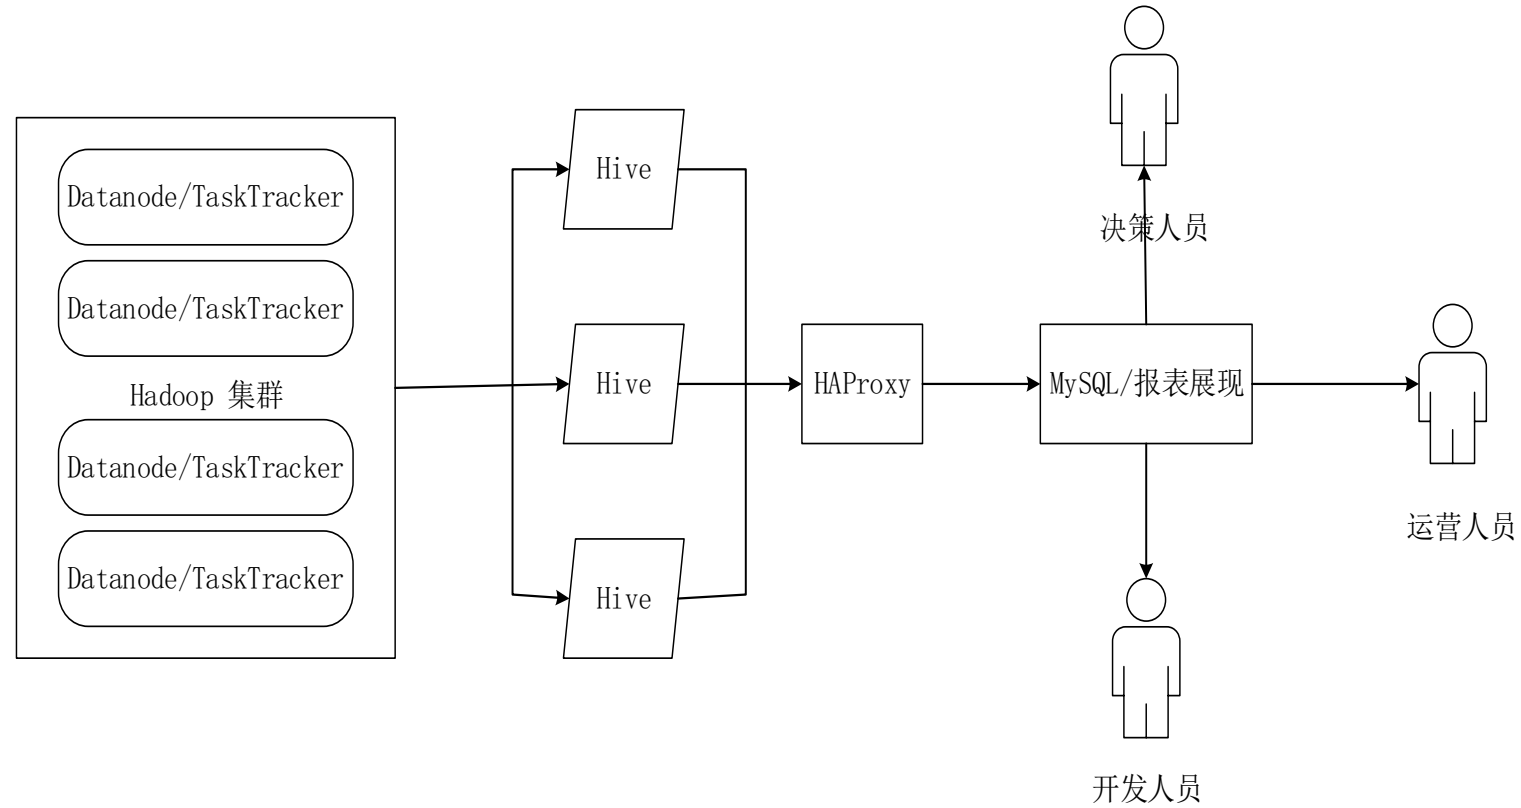 Datanode/TaskTracker
Datanode/TaskTracker
Hadoop 集群
Datanode/TaskTracker
Datanode/TaskTracker
Hive
Hive
Hive
HAProxy
MySQL/报表展现
决策人员
运营人员
开发人员